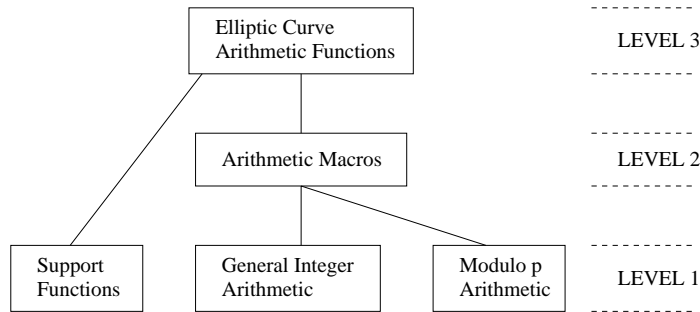 Elliptic Curve
Arithmetic Functions
LEVEL 3
Arithmetic Macros
LEVEL 2
Support
Functions
General Integer
Arithmetic
Modulo p
Arithmetic
LEVEL 1